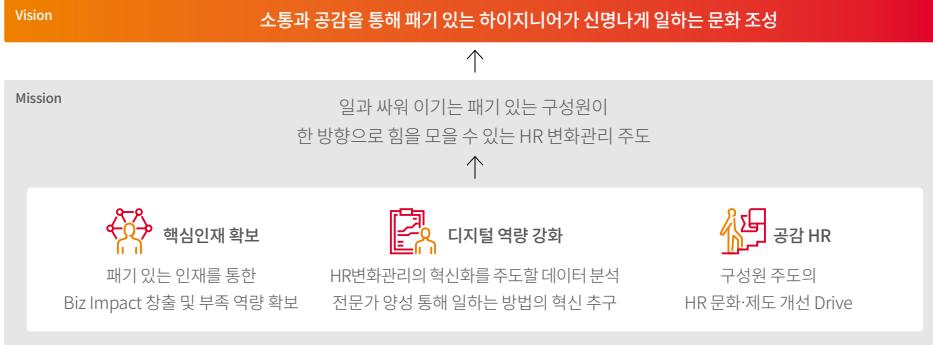 Vision
소통과 공감을 통해 패기 있는 하이지니어가 신명나게 일하는 문화 조성
Mission
일과 싸워 이기는 패기 있는 구성원이
한 방향으로 힘을 모을 수 있는 HR 변화관리 주도
핵심인재 확보
패기 있는 인재를 통한
Biz Impact 창출 및 부족 역량 확보
디지털 역량 강화
HR변화관리의 혁신화를 주도할 데이터 분석
전문가 양성 통해 일하는 방법의 혁신 추구
공감 HR
구성원 주도의
HR 문화·제도 개선 Drive